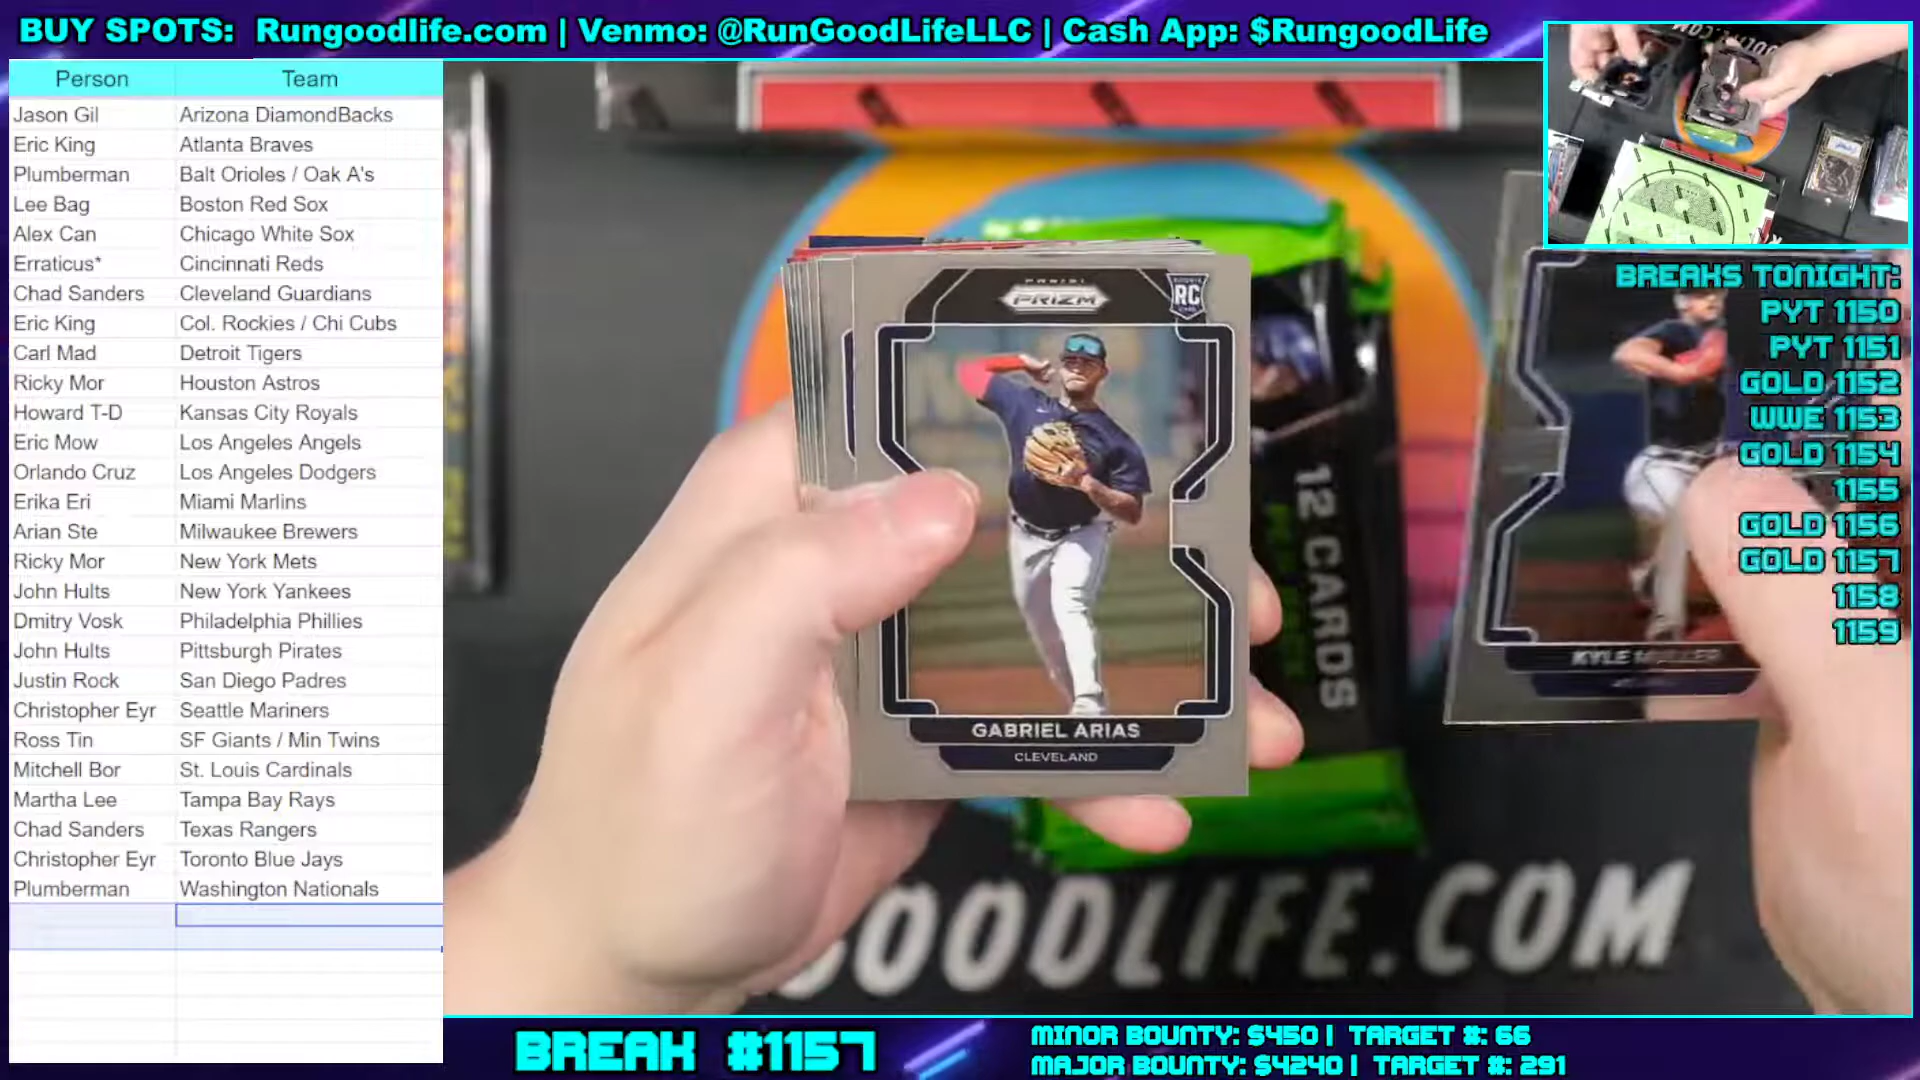 BUY SPOTS: Rungoodlife.com | Venmo: @RunGoodLifeLLC | Cash App: $RungoodLife
Person Team
Jason Gil Arizona DiamondBacks
Eric King Atlanta Braves
Plumberman Balt Orioles / Oak A's
Lee Bag Boston Red Sox
Alex Can Chicago White Sox
Erraticus* Cincinnati Reds
Chad Sanders Cleveland Guardians
Eric King Col. Rockies / Chi Cubs
Carl Mad Detroit Tigers
Ricky Mor Houston Astros
Howard T-D Kansas City Royals
Eric Mow Los Angeles Angels
Orlando Cruz Los Angeles Dodgers
Erika Eri Miami Marlins
Arian Ste Milwaukee Brewers
Ricky Mor New York Mets
John Hults New York Yankees
Dmitry Vosk Philadelphia Phillies
John Hults Pittsburgh Pirates
Justin Rock San Diego Padres
Christopher Eyr Seattle Mariners
Ross Tin SF Giants / Min Twins
Mitchell Bor St. Louis Cardinals
Martha Lee Tampa Bay Rays
Chad Sanders Texas Rangers
Christopher Eyr Toronto Blue Jays
Plumberman Washington Nationals
PANINI
PRIZM
RC
GABRIEL ARIAS
CLEVELAND
12 CARDS
KYLE
OODLIFE.COM
BREAKS TONIGHT:
PYT 1150
PYT 1151
GOLD 1152
WWE 1153
GOLD 1154
1155
GOLD 1156
GOLD 1157
1158
1159
BREAK #1157
MINOR BOUNTY: $450 | TARGET #: 66
MAJOR BOUNTY: $4240 | TARGET #: 291